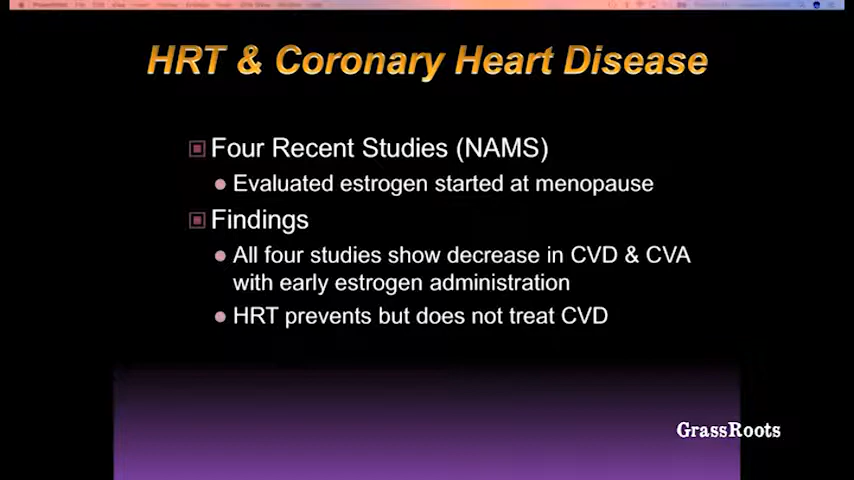 HRT & Coronary Heart Disease
Four Recent Studies (NAMS)
Evaluated estrogen started at menopause
Findings
All four studies show decrease in CVD & CVA
with early estrogen administration
HRT prevents but does not treat CVD
GrassRoots